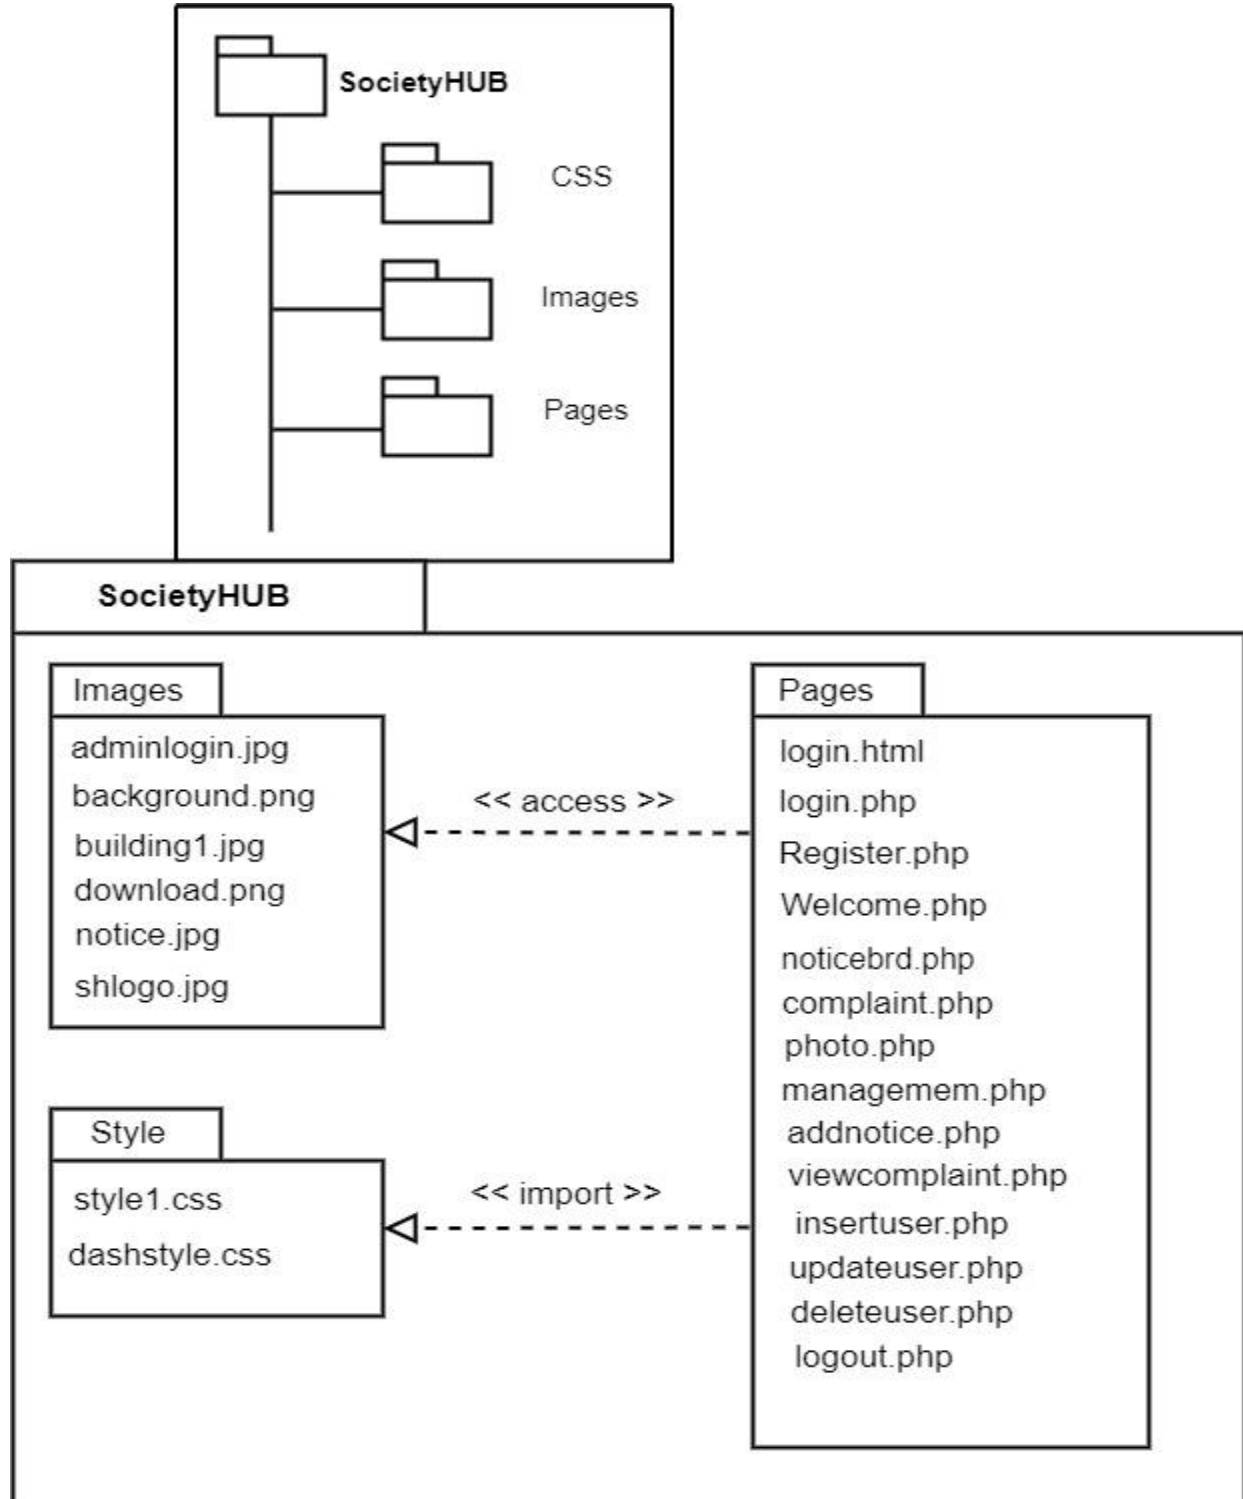 SocietyHUB
CSS
Images
Pages
SocietyHUB
Images
adminlogin.jpg
background.png
building1.jpg
download.png
notice.jpg
shlogo.jpg
<< access >>
Pages
login.html
login.php
Register.php
Welcome.php
noticebrd.php
complaint.php
photo.php
managemem.php
addnotice.php
viewcomplaint.php
insertuser.php
updateuser.php
deleteuser.php
logout.php
Style
style1.css
dashstyle.css
<< import >>